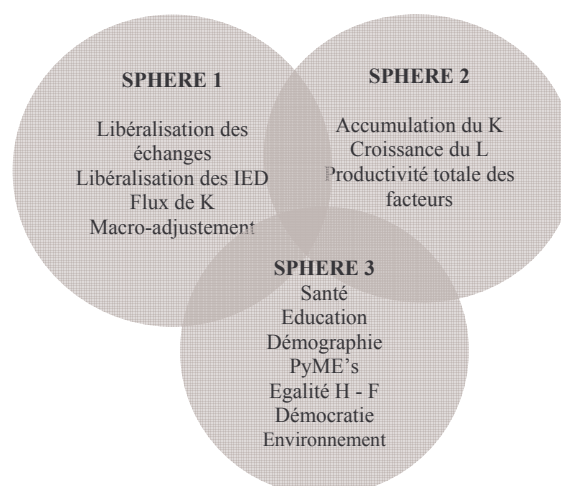 SPHERE 1
Libéralisation des
échanges
Libéralisation des IED
Flux de K
Macro-adjustement
SPHERE 2
Accumulation du K
Croissance du L
Productivité totale des
facteurs
SPHERE 3
Santé
Education
Démographie
PyME's
Egalité H - F
Démocratie
Environnement